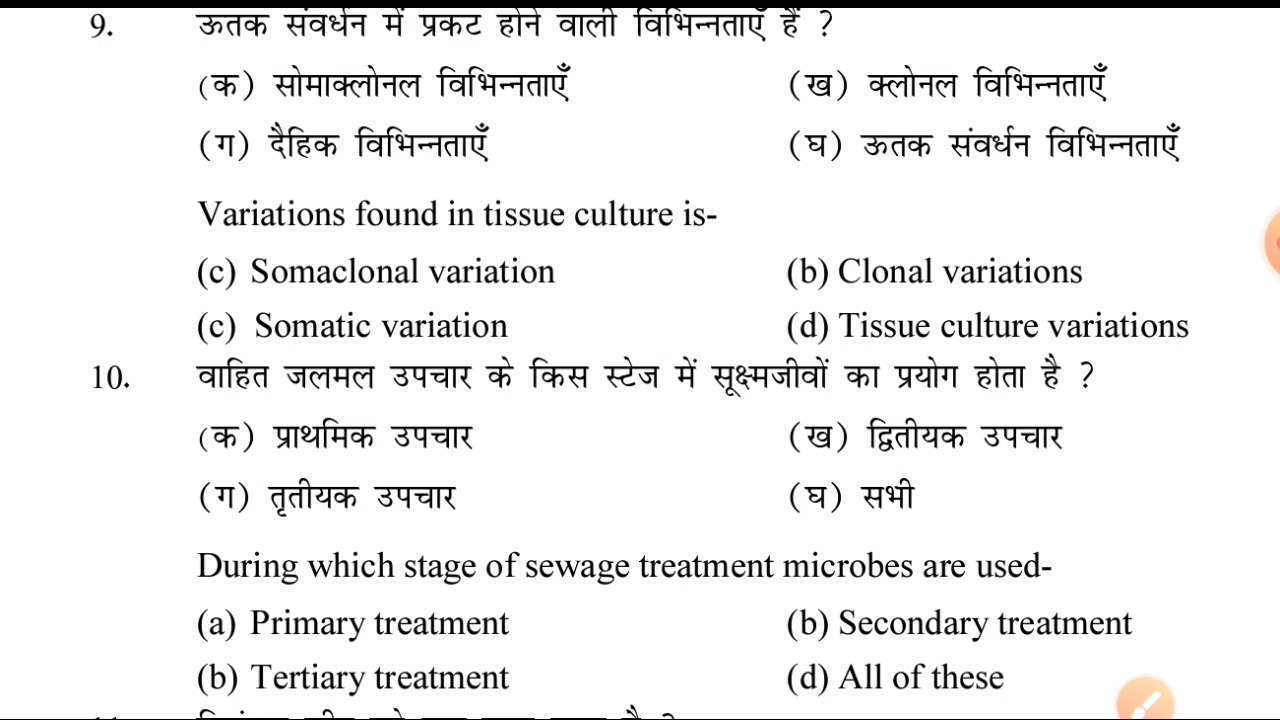 9. ऊतक संवर्धन में प्रकट होने वाली विभिन्नताएँ हैं ?
(क) सोमाक्लोनल विभिन्नताएँ (ख) क्लोनल विभिन्नताएँ
(ग) दैहिक विभिन्नताएँ (घ) ऊतक संवर्धन विभिन्नताएँ
Variations found in tissue culture is-
(c) Somaclonal variation (b) Clonal variations
(c) Somatic variation (d) Tissue culture variations
10. वाहित जलमल उपचार के किस स्टेज में सूक्ष्मजीवों का प्रयोग होता है ?
(क) प्राथमिक उपचार (ख) द्वितीयक उपचार
(ग) तृतीयक उपचार (घ) सभी
During which stage of sewage treatment microbes are used-
(a) Primary treatment (b) Secondary treatment
(b) Tertiary treatment (d) All of these